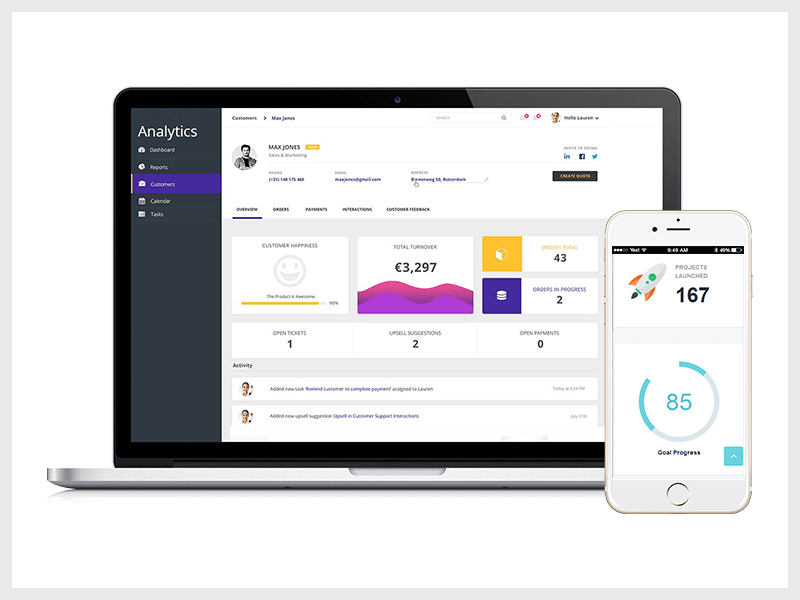 Analytics
Dashboard
Reports
Customers
Calendar
Tasks
Customers > Max Jones
SEARCH
Hello Lauren
MAX JONES
Sales & Marketing
INVITE TO SOCIAL
PHONE
(+31) 140 175 468
EMAIL
maxjones@gmail.com
ADDRESS
Binnenweg 50, Rotterdam
CREATE QUOTE
OVERVIEW ORDERS PAYMENTS INTERACTIONS CUSTOMER FEEDBACK
CUSTOMER HAPPINESS
The Product is Awesome
90%
TOTAL TURNOVER
€3,297
ORDERS TOTAL
43
ORDERS IN PROGRESS
2
OPEN TICKETS
1
UPSELL SUGGESTIONS
2
OPEN PAYMENTS
0
Activity
Added new task 'Remind customer to complete payment' assigned to Lauren
Today at 4:24 PM
Added new upsell suggestion Upsell in Customer Support Interactions
July 21th
Yext 9:49 AM 49%
PROJECTS
LAUNCHED
167
85
Goal Progress